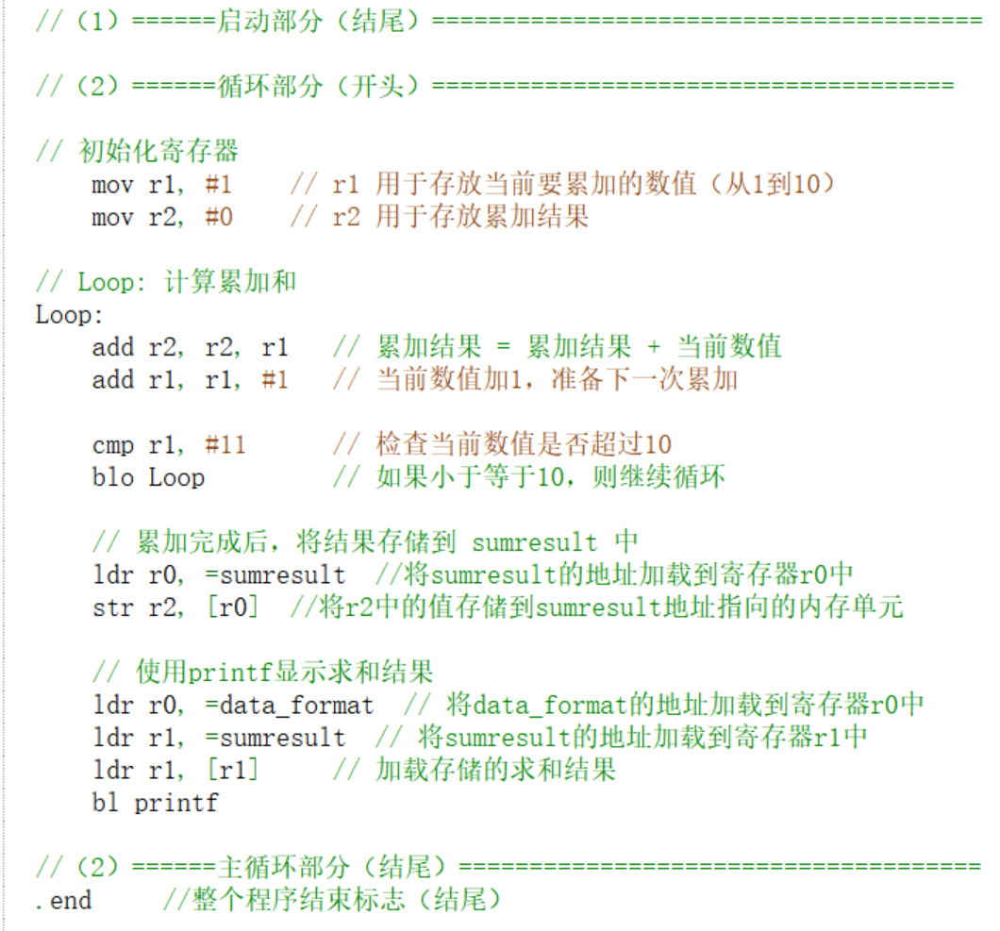 //（1）======启动部分（结尾）=======================================
//（2）======循环部分（开头）=====================================
// 初始化寄存器
mov r1, #1    // r1 用于存放当前要累加的数值（从1到10）
mov r2, #0    // r2 用于存放累加结果
// Loop: 计算累加和
Loop:
add r2, r2, r1   // 累加结果 = 累加结果 + 当前数值
add r1, r1, #1   // 当前数值加1，准备下一次累加
cmp r1, #11      // 检查当前数值是否超过10
blo Loop         // 如果小于等于10，则继续循环
// 累加完成后，将结果存储到 sumresult 中
ldr r0, =sumresult  //将sumresult的地址加载到寄存器r0中
str r2, [r0]  //将r2中的值存储到sumresult地址指向的内存单元
// 使用printf显示求和结果
ldr r0, =data_format  // 将data_format的地址加载到寄存器r0中
ldr r1, =sumresult  // 将sumresult的地址加载到寄存器r1中
ldr r1, [r1]     // 加载存储的求和结果
bl printf
//（2）======主循环部分（结尾）=====================================
.end     //整个程序结束标志（结尾）